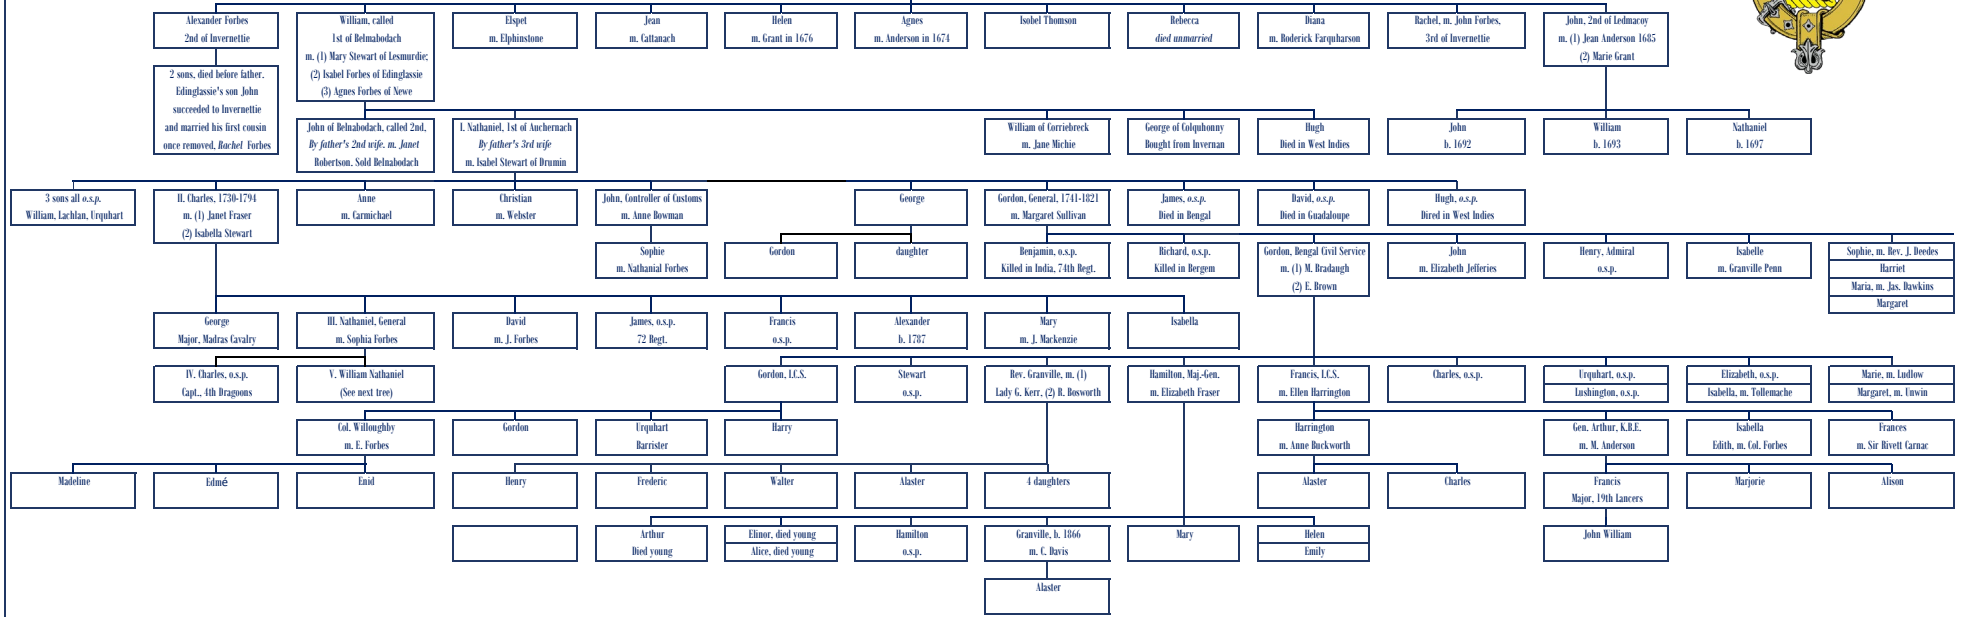 Alexander Forbes
2nd of Invernettie
William, called
1st of Belmabodach
m. (1) Mary Stewart of Lesmurdie;
(2) Isabel Forbes of Edinglassie
(3) Agnes Forbes of Newe
Elspet
m. Elphinstone
Jean
m. Cattanach
Helen
m. Grant in 1676
Agnes
m. Anderson in 1674
Isobel Thomson
Rebecca
died unmarried
Diana
m. Roderick Farquharson
Rachel, m. John Forbes,
3rd of Invernettie
John, 2nd of Ledmacoy
m. (1) Jean Anderson 1685
(2) Marie Grant
2 sons, died before father.
Edinglassie's son John
succeeded to Invernettie
and married his first cousin
once removed, Rachel Forbes
John of Belnabodach, called 2nd,
By father's 2nd wife. m. Janet
Robertson. Sold Belnabodach
I. Nathaniel, 1st of Auchernach
By father's 3rd wife
m. Isabel Stewart of Drumin
William of Corriebreck
m. Jane Michie
George of Colquhonny
Bought from Invernan
Hugh
Died in West Indies
John
b. 1692
William
b. 1693
Nathaniel
b. 1697
3 sons all o.s.p.
William, Lachlan, Urquhart
II. Charles, 1730-1794
m. (1) Janet Fraser
(2) Isabella Stewart
Anne
m. Carmichael
Christian
m. Webster
John, Controller of Customs
m. Anne Bowman
George
Gordon, General, 1741-1821
m. Margaret Sullivan
James, o.s.p.
Died in Bengal
David, o.s.p.
Died in Guadaloupe
Hugh, o.s.p.
Dired in West Indies
Sophie
m. Nathanial Forbes
Gordon
daughter
Benjamin, o.s.p.
Killed in India, 74th Regt.
Richard, o.s.p.
Killed in Bergem
Gordon, Bengal Civil Service
m. (1) M. Bradaugh
(2) E. Brown
John
m. Elizabeth Jefferies
Henry, Admiral
o.s.p.
Isabelle
m. Granville Penn
Sophie, m. Rev. J. Deedes
Harriet
Maria, m. Jas. Dawkins
Margaret
George
Major, Madras Cavalry
III. Nathaniel, General
m. Sophia Forbes
David
m. J. Forbes
James, o.s.p.
72 Regt.
Francis
o.s.p.
Alexander
b. 1787
Mary
m. J. Mackenzie
Isabella
IV. Charles, o.s.p.
Capt., 4th Dragoons
V. William Nathaniel
(See next tree)
Gordon, I.C.S.
Stewart
o.s.p.
Rev. Granville, m. (1)
Lady G. Kerr, (2) R. Bosworth
Hamilton, Maj.-Gen.
m. Elizabeth Fraser
Francis, I.C.S.
m. Ellen Harrington
Charles, o.s.p.
Urquhart, o.s.p.
Lushington, o.s.p.
Elizabeth, o.s.p.
Isabella, m. Tollemache
Marie, m. Ludlow
Margaret, m. Unwin
Col. Willoughby
m. E. Forbes
Gordon
Urquhart
Barrister
Harry
Harrington
m. Anne Buckworth
Gen. Arthur, K.B.E.
m. M. Anderson
Isabella
Edith, m. Col. Forbes
Frances
m. Sir Rivett Carnac
Madeline
Edmé
Enid
Henry
Frederic
Walter
Alaster
4 daughters
Alaster
Charles
Francis
Major, 19th Lancers
Marjorie
Alison
Arthur
Died young
Elinor, died young
Alice, died young
Hamilton
o.s.p.
Granville, b. 1866
m. C. Davis
Mary
Helen
Emily
John William
Alaster